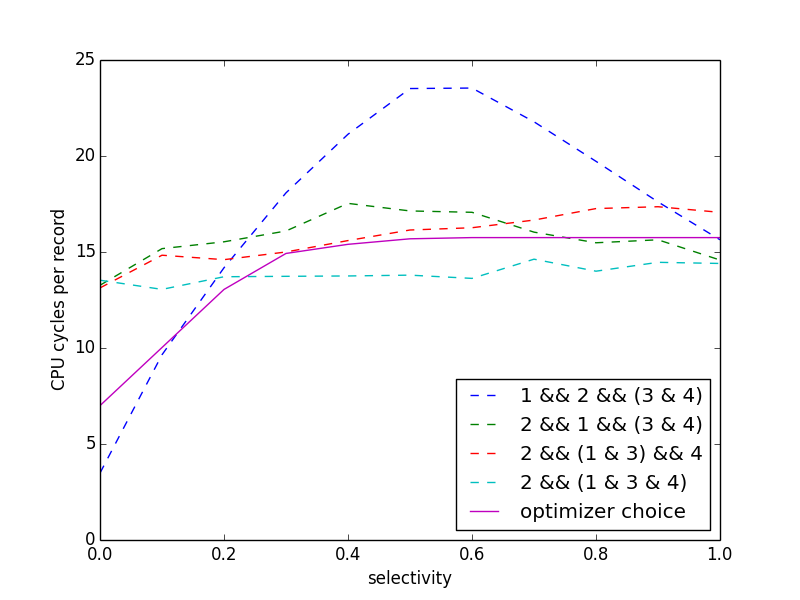 25
20
15
10
5
0
CPU cycles per record
0.0 0.2 0.4 0.6 0.8 1.0
selectivity
1 && 2 && (3 & 4)
2 && 1 && (3 & 4)
2 && (1 & 3) && 4
2 && (1 & 3 & 4)
optimizer choice